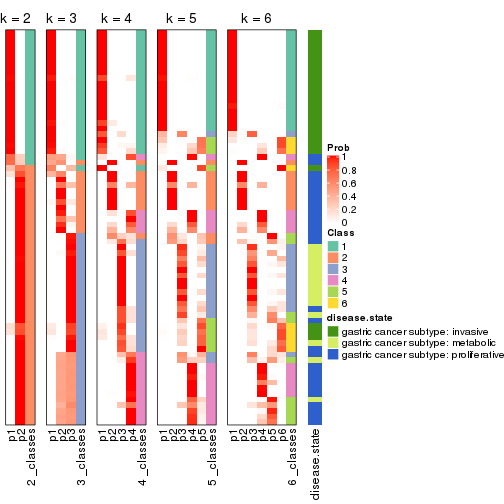 k = 2
k = 3
k = 4
k = 5
k = 6
p1
p2
2_classes
p1
p2
p3
3_classes
p1
p2
p3
p4
4_classes
p1
p2
p3
p4
p5
5_classes
p1
p2
p3
p4
p5
p6
6_classes
disease.state
Prob
1
0.8
0.6
0.4
0.2
0
Class
1
2
3
4
5
6
disease.state
gastric cancer subtype: invasive
gastric cancer subtype: metabolic
gastric cancer subtype: proliferative